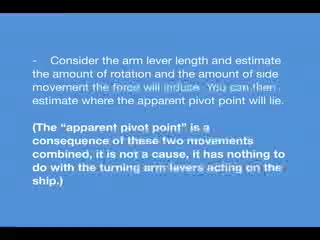 - Consider the arm lever length and estimate
the amount of rotation and the amount of side
movement the force will induce. You can then
estimate where the apparent pivot point will lie.
(The “apparent pivot point” is a
consequence of these two movements
combined, it is not a cause, it has nothing to
do with the turning arm levers acting on the
ship.)